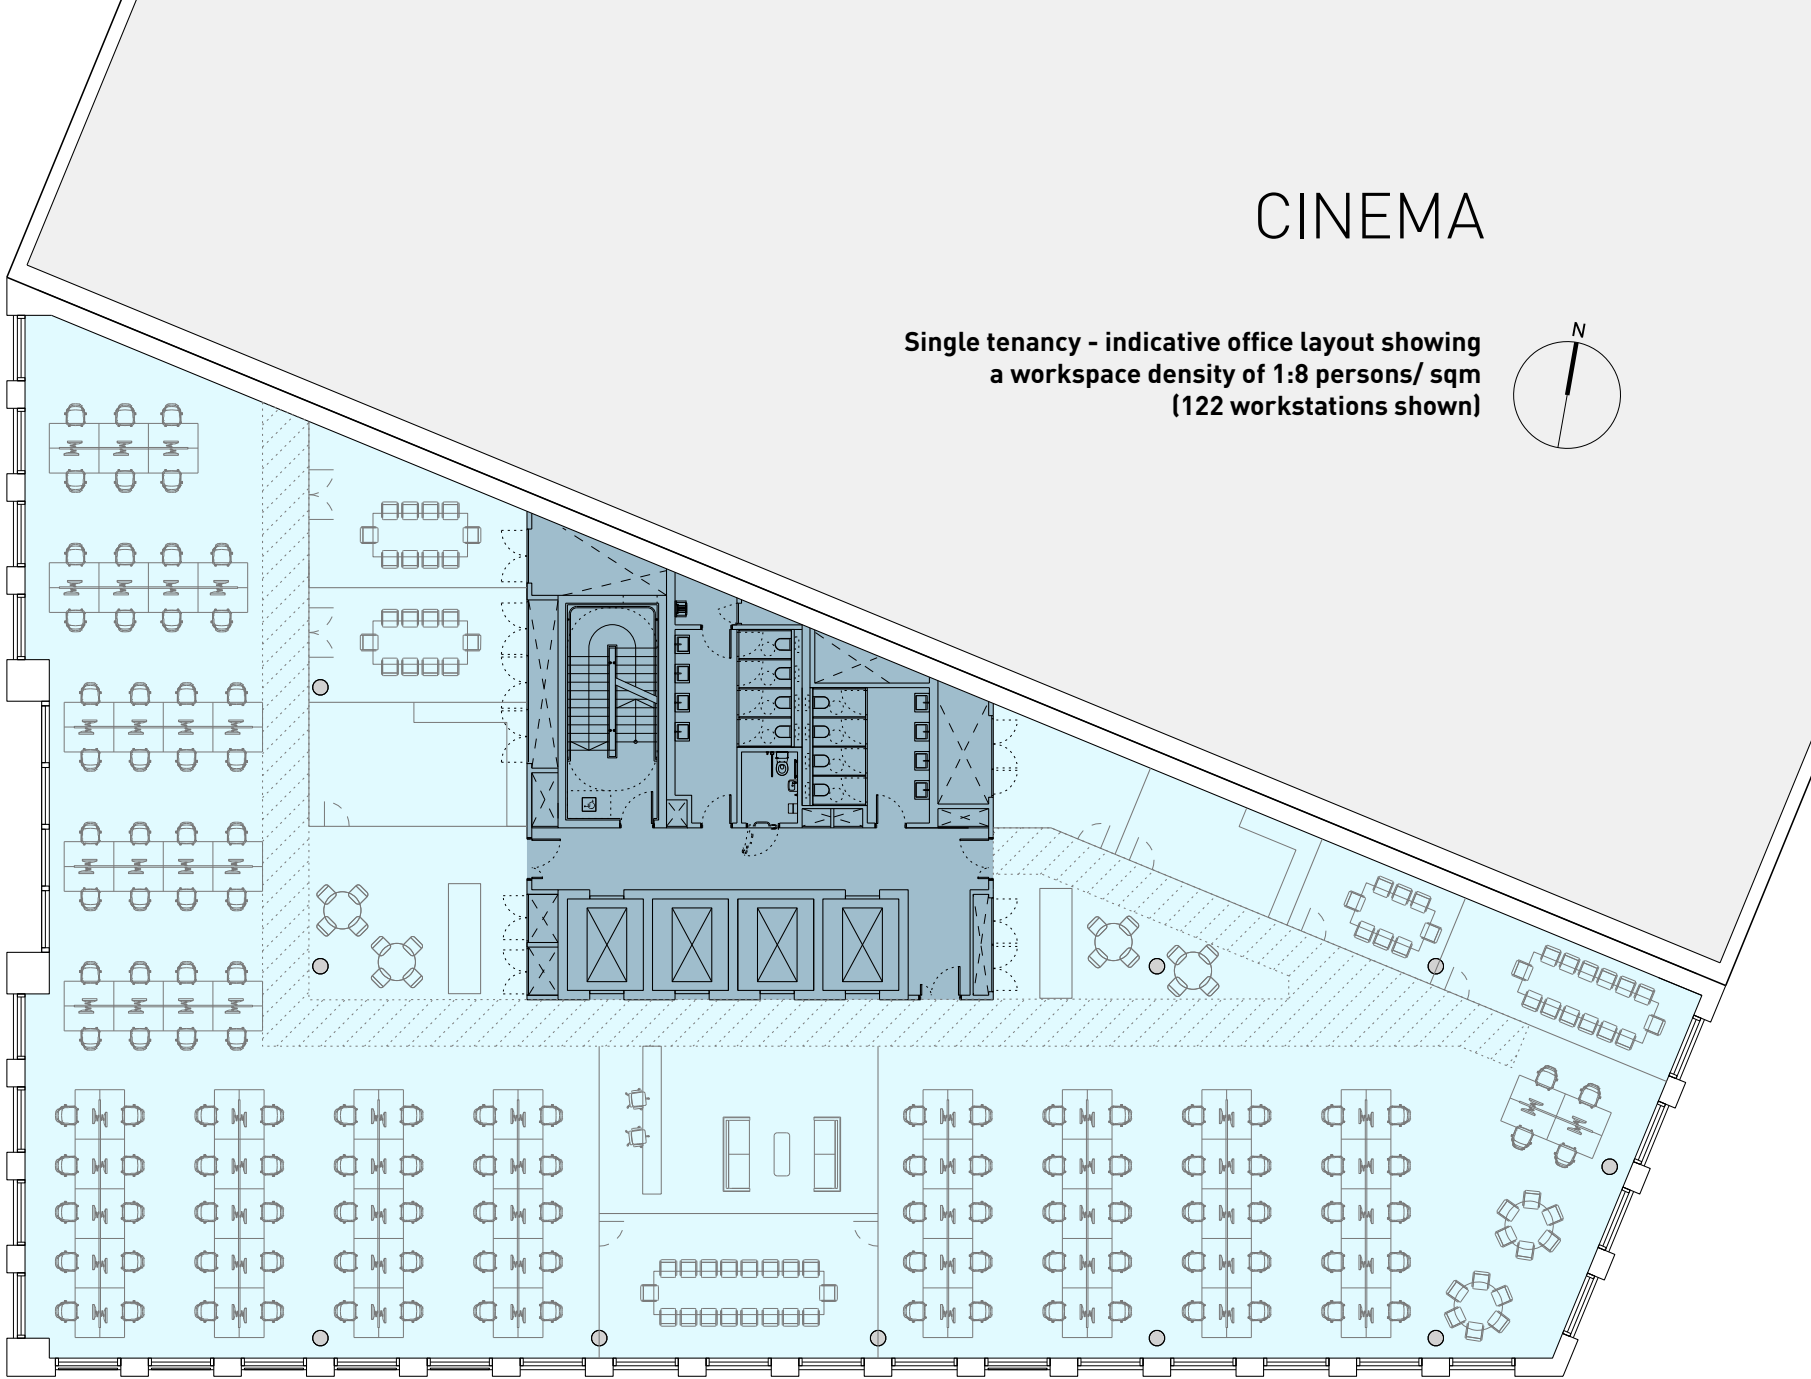 CINEMA
Single tenancy - indicative office layout showing
a workspace density of 1:8 persons/ sqm
(122 workstations shown)
N